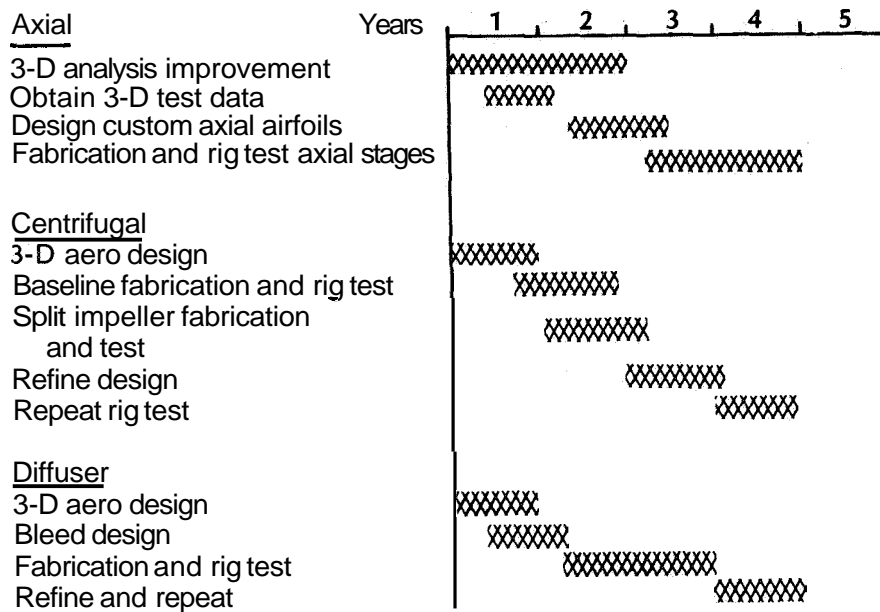 Axial Years 1 2 3 4 5
3-D analysis improvement
Obtain 3-D test data
Design custom axial airfoils
Fabrication and rig test axial stages
Centrifugal
3-D aero design
Baseline fabrication and rig test
Split impeller fabrication
and test
Refine design
Repeat rig test
Diffuser
3-D aero design
Bleed design
Fabrication and rig test
Refine and repeat